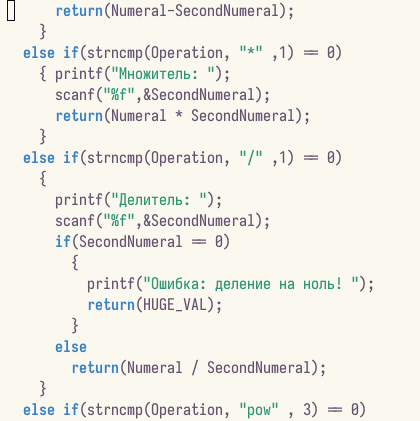 return(Numeral-SecondNumeral);
}
else if(strncmp(Operation, "*" ,1) == 0)
{ printf("Множитель: ");
scanf("%f",&SecondNumeral);
return(Numeral * SecondNumeral);
}
else if(strncmp(Operation, "/" ,1) == 0)
{
printf("Делитель: ");
scanf("%f",&SecondNumeral);
if(SecondNumeral == 0)
{
printf("Ошибка: деление на ноль! ");
return(HUGE_VAL);
}
else
return(Numeral / SecondNumeral);
}
else if(strncmp(Operation, "pow" , 3) == 0)